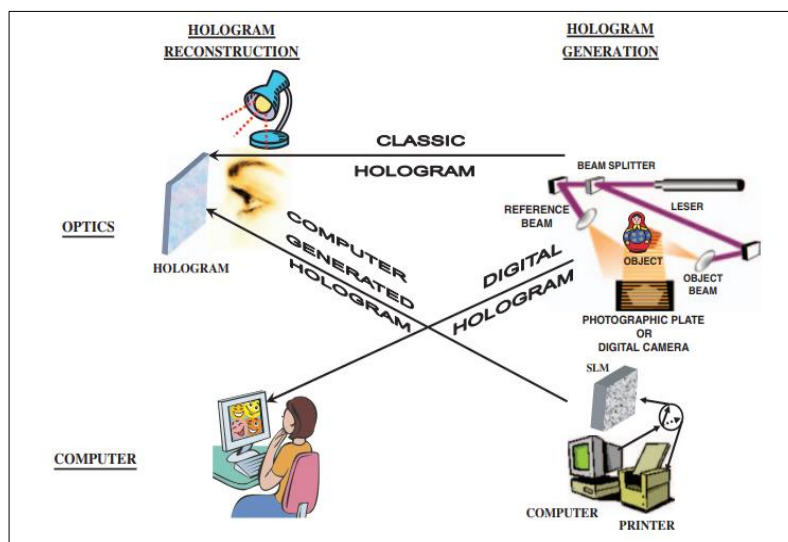 HOLOGRAM
RECONSTRUCTION
HOLOGRAM
GENERATION
CLASSIC
HOLOGRAM
BEAM SPLITTER
LESER
REFERENCE
BEAM
OBJECT
OBJECT
BEAM
PHOTOGRAPHIC PLATE
OR
DIGITAL CAMERA
OPTICS
HOLOGRAM
COMPUTER
GENERATED
HOLOGRAM
DIGITAL
HOLOGRAM
SLM
COMPUTER
COMPUTER
PRINTER